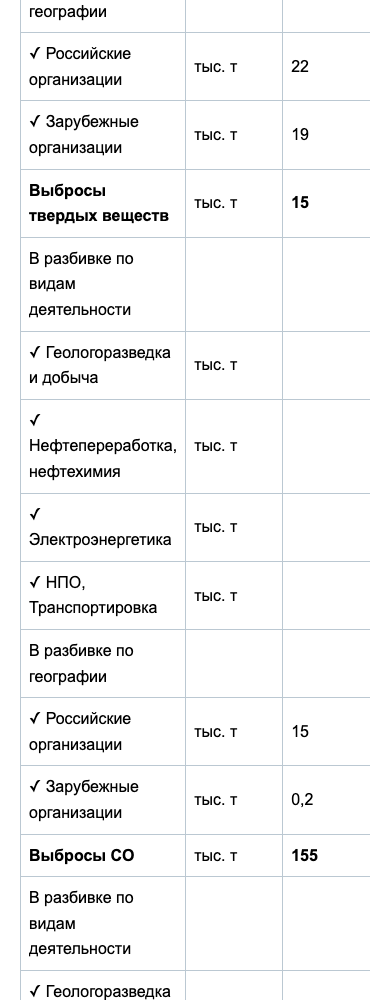 географии
✓ Российские
организации
тыс. т
22
✓ Зарубежные
организации
тыс. т
19
Выбросы
твердых веществ
тыс. т
15
В разбивке по
видам
деятельности
✓ Геологоразведка
и добыча
тыс. т
✓
Нефтепереработка,
нефтехимия
тыс. т
✓
Электроэнергетика
тыс. т
✓ НПО,
Транспортировка
тыс. т
В разбивке по
географии
✓ Российские
организации
тыс. т
15
✓ Зарубежные
организации
тыс. т
0,2
Выбросы CO
тыс. т
155
В разбивке по
видам
деятельности
✓ Геологоразведка